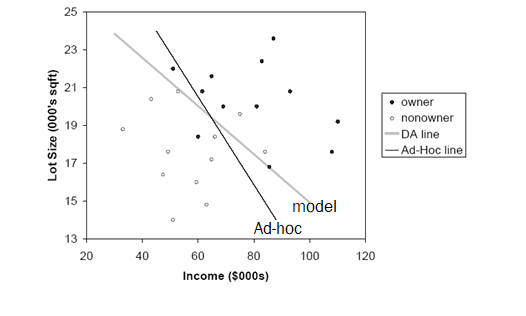 25
23
21
19
17
15
13
Lot Size (000's sqft)
20 40 60 80 100 120
Income ($000s)
owner
nonowner
DA line
Ad-Hoc line
model
Ad-hoc